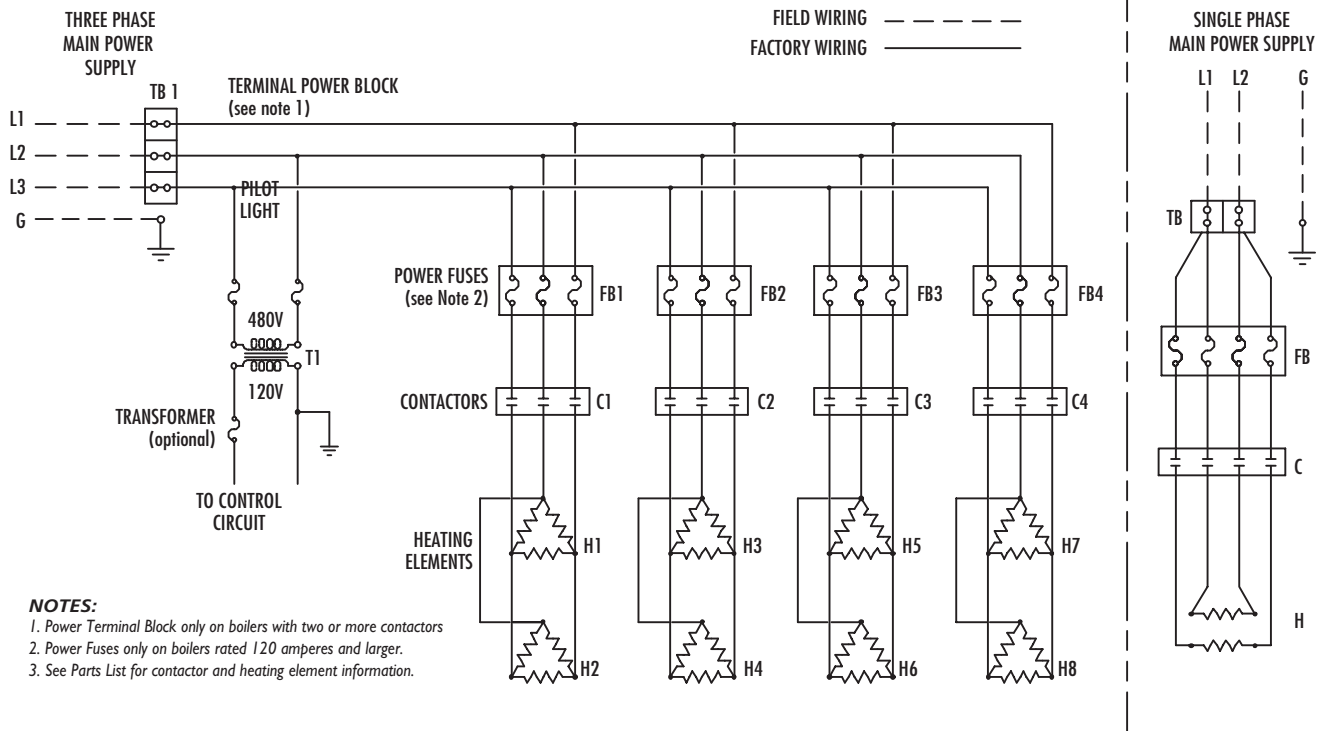 THREE PHASE
MAIN POWER
SUPPLY
FIELD WIRING
FACTORY WIRING
SINGLE PHASE
MAIN POWER SUPPLY
TB 1
TERMINAL POWER BLOCK
(see note 1)
L1
L2
L3
G
L1 L2 G
PILOT
LIGHT
TB
POWER FUSES
(see Note 2)
FB1
FB2
FB3
FB4
480V
T1
120V
FB
TRANSFORMER
(optional)
CONTACTORS
C1
C2
C3
C4
C
TO CONTROL
CIRCUIT
HEATING
ELEMENTS
H1
H3
H5
H7
H
H2
H4
H6
H8
NOTES:
1. Power Terminal Block only on boilers with two or more contactors
2. Power Fuses only on boilers rated 120 amperes and larger.
3. See Parts List for contactor and heating element information.